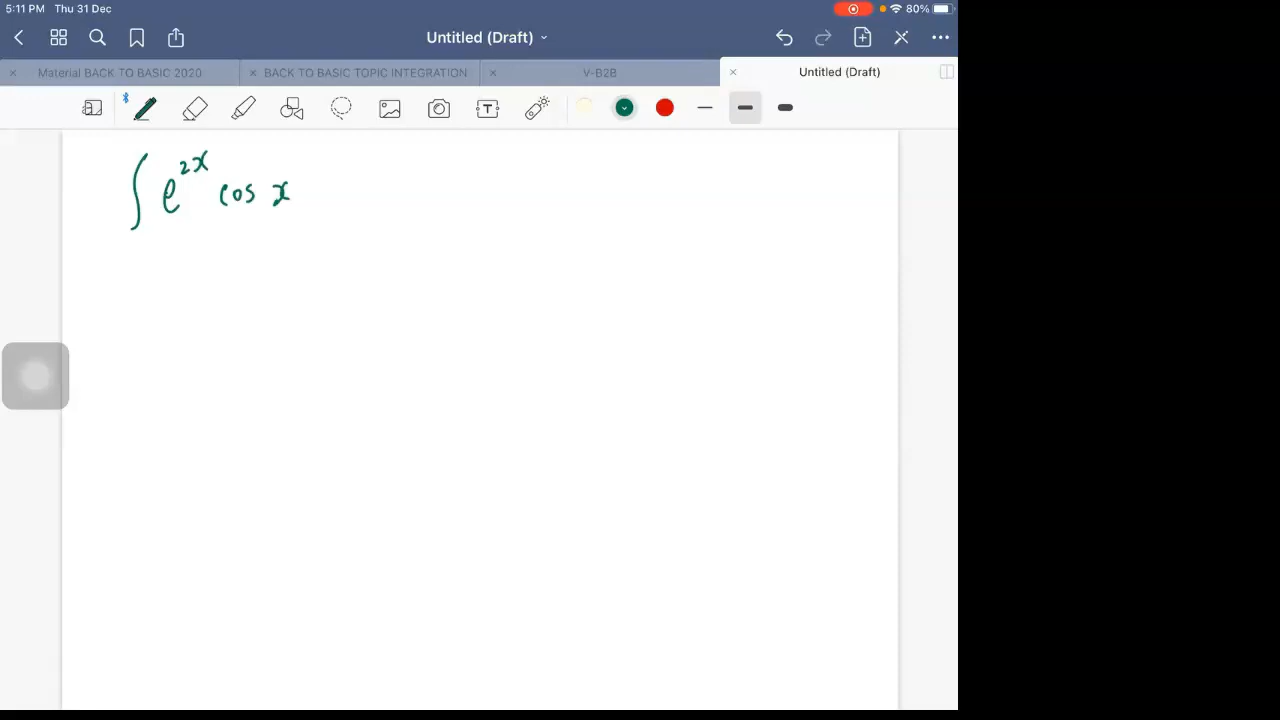 5:11 PM Thu 31 Dec 80%
Untitled (Draft)
Material BACK TO BASIC 2020 BACK TO BASIC TOPIC INTEGRATION V-B2B Untitled (Draft)
T
∫ e^{2x} cos x